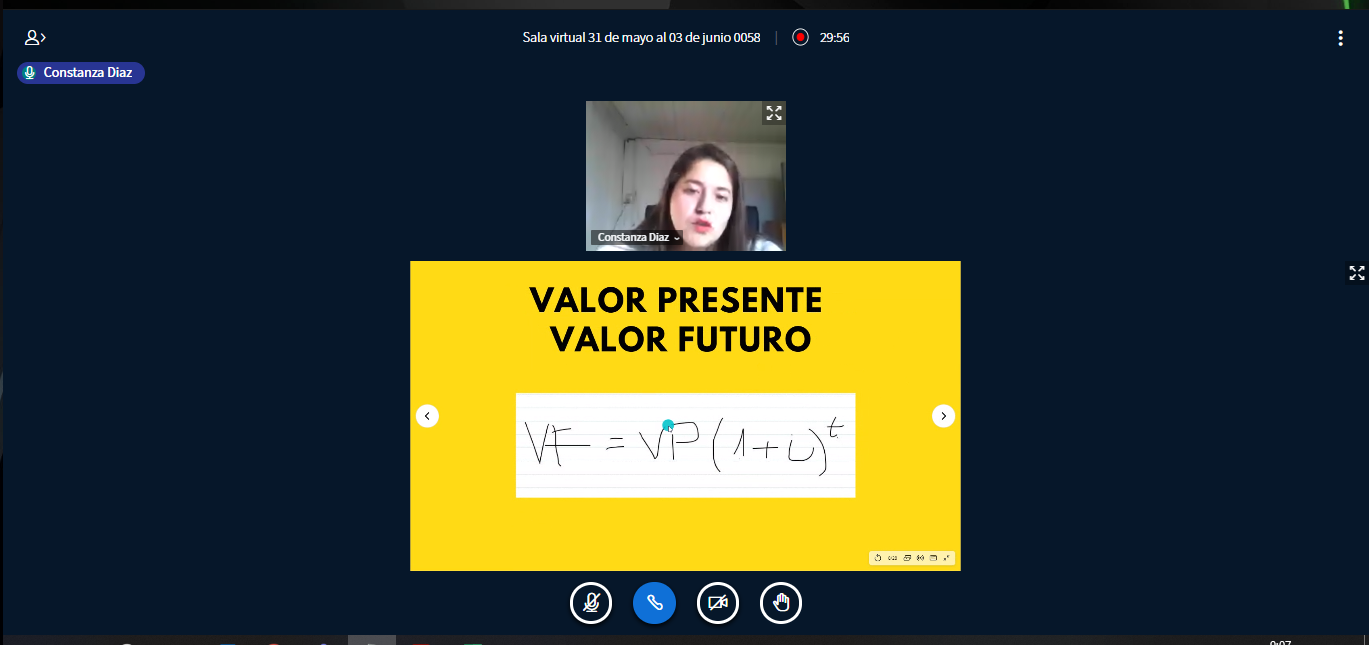 Sala virtual 31 de mayo al 03 de junio 0058 | 29:56
Constanza Diaz
Constanza Diaz
VALOR PRESENTE
VALOR FUTURO
VF = VP (1+i)^t